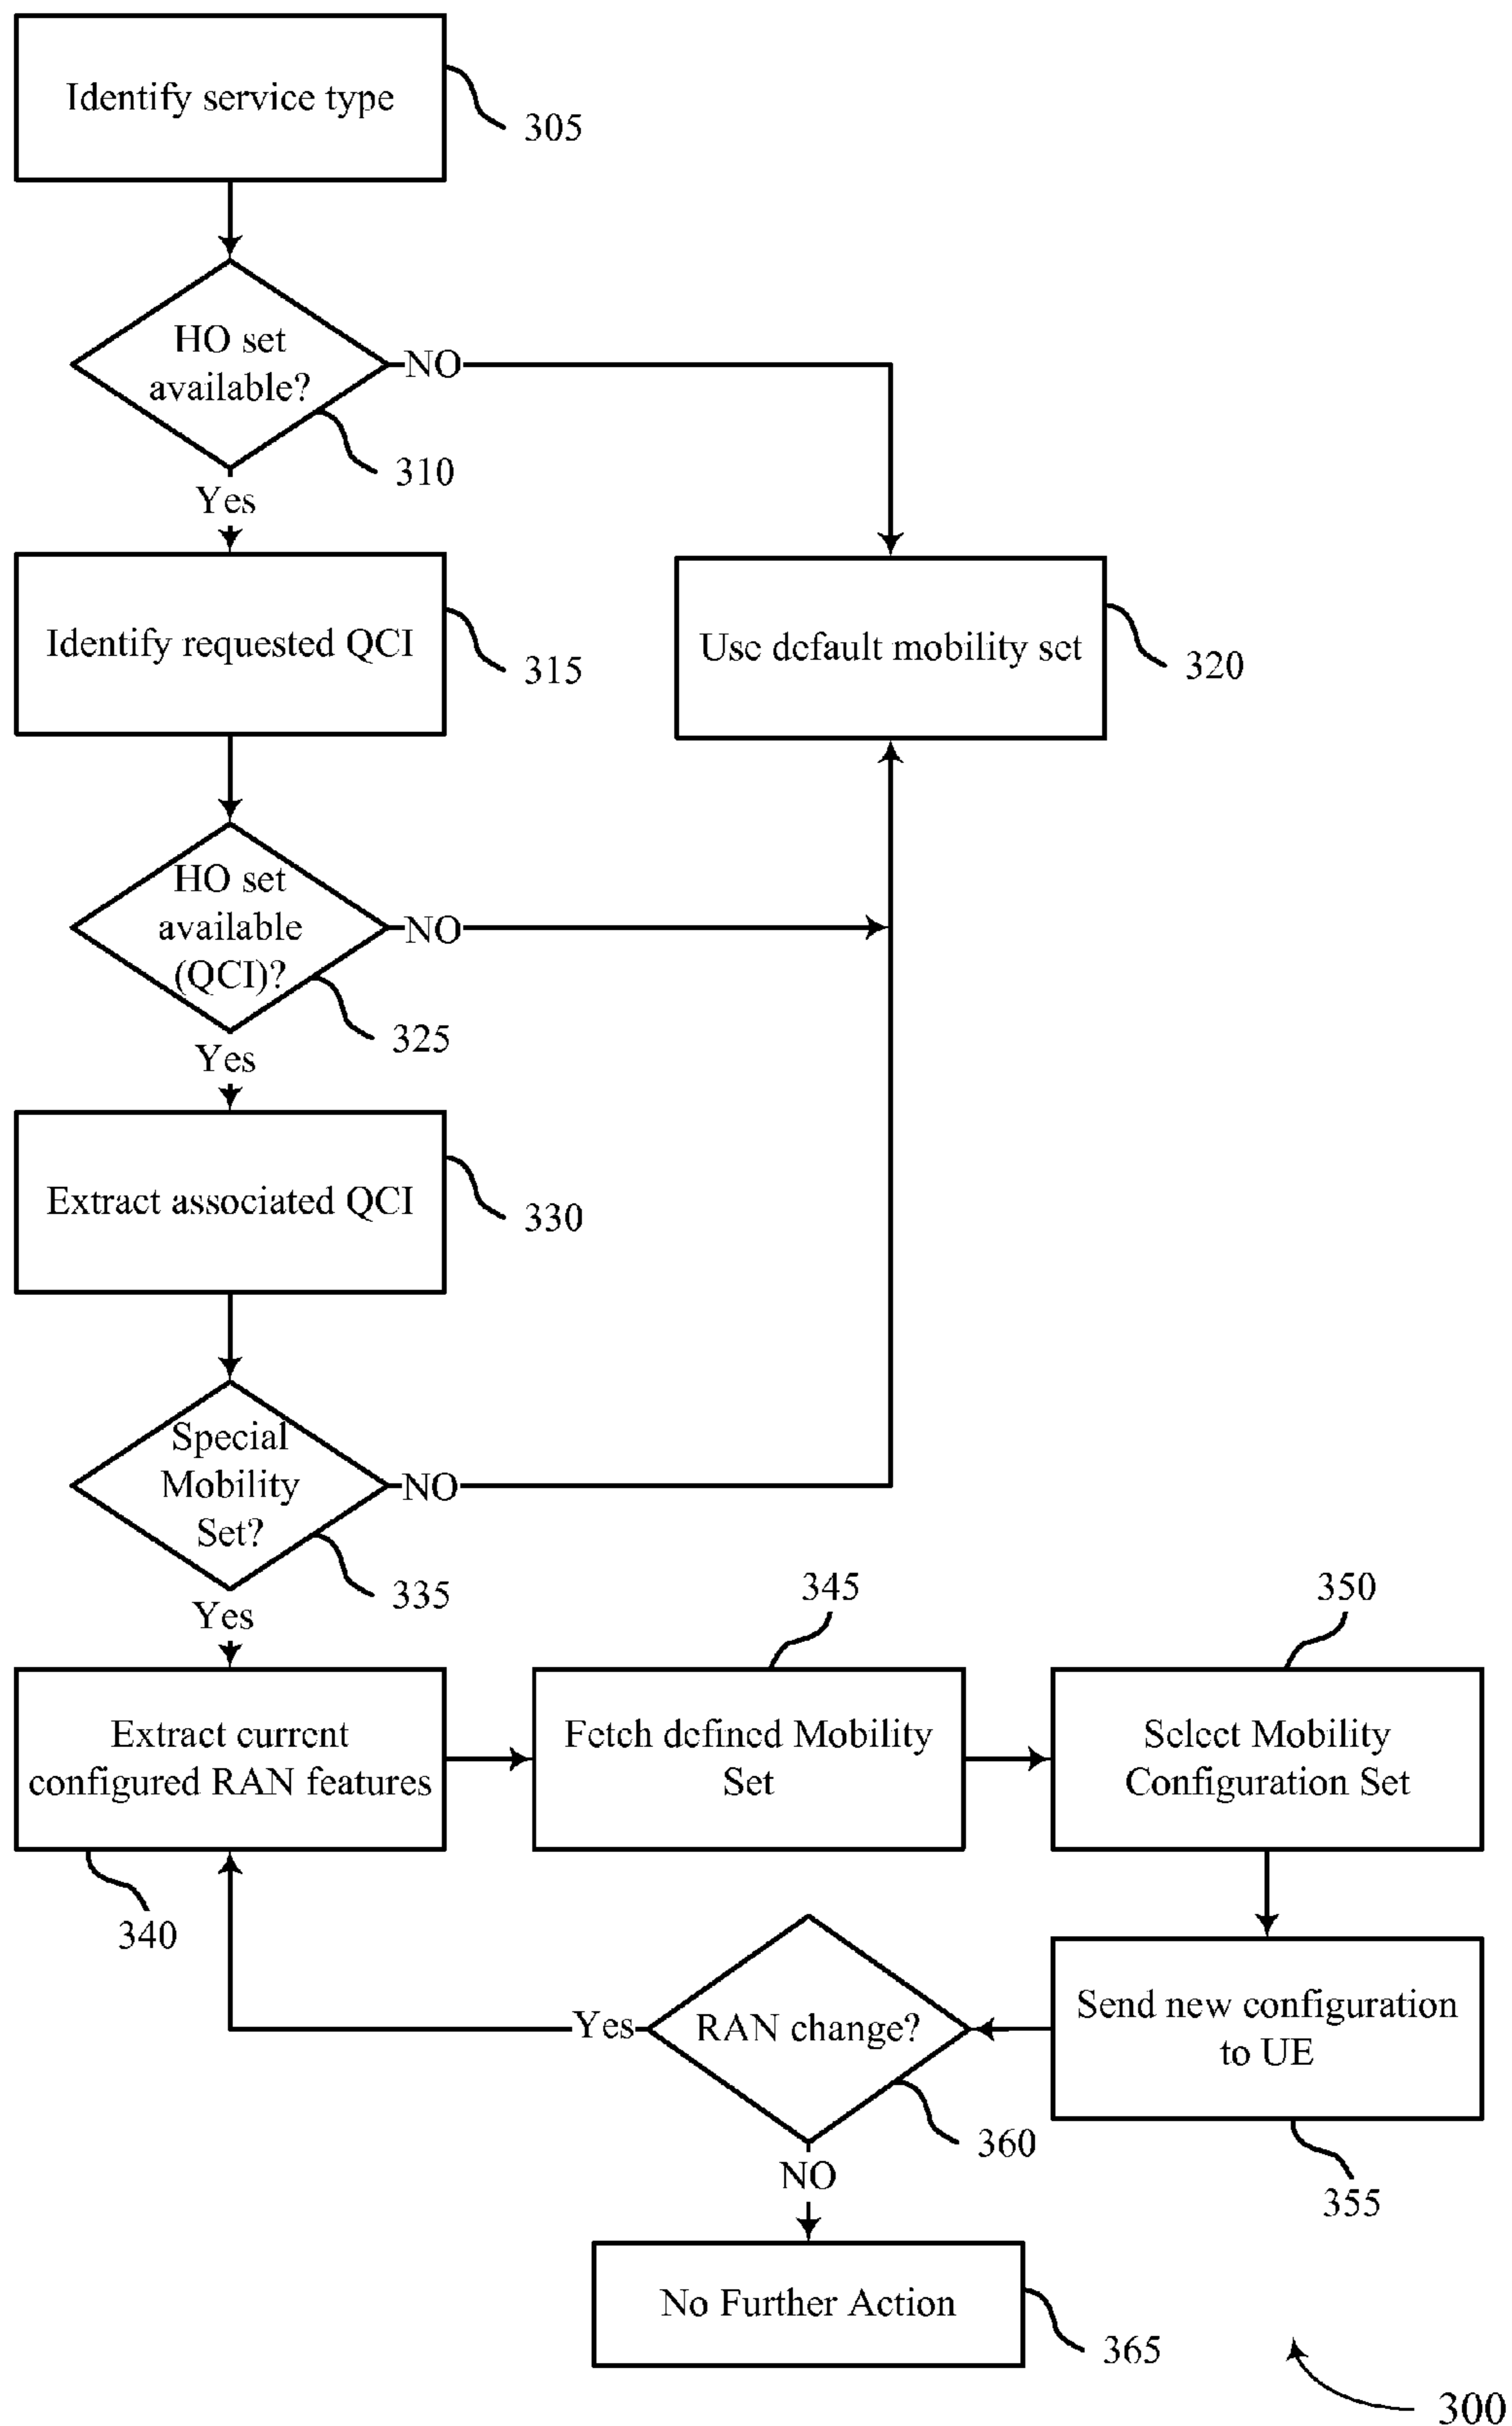 Identify service type
305
HO set
available?
NO
310
Yes
Identify requested QCI
315
Use default mobility set
320
HO set
available
(QCI)?
NO
325
Yes
Extract associated QCI
330
Special
Mobility
Set?
NO
335
Yes
345
350
Extract current
configured RAN features
340
Fetch defined Mobility
Set
Select Mobility
Configuration Set
Send new configuration
to UE
355
RAN change?
Yes
360
NO
No Further Action
365
300